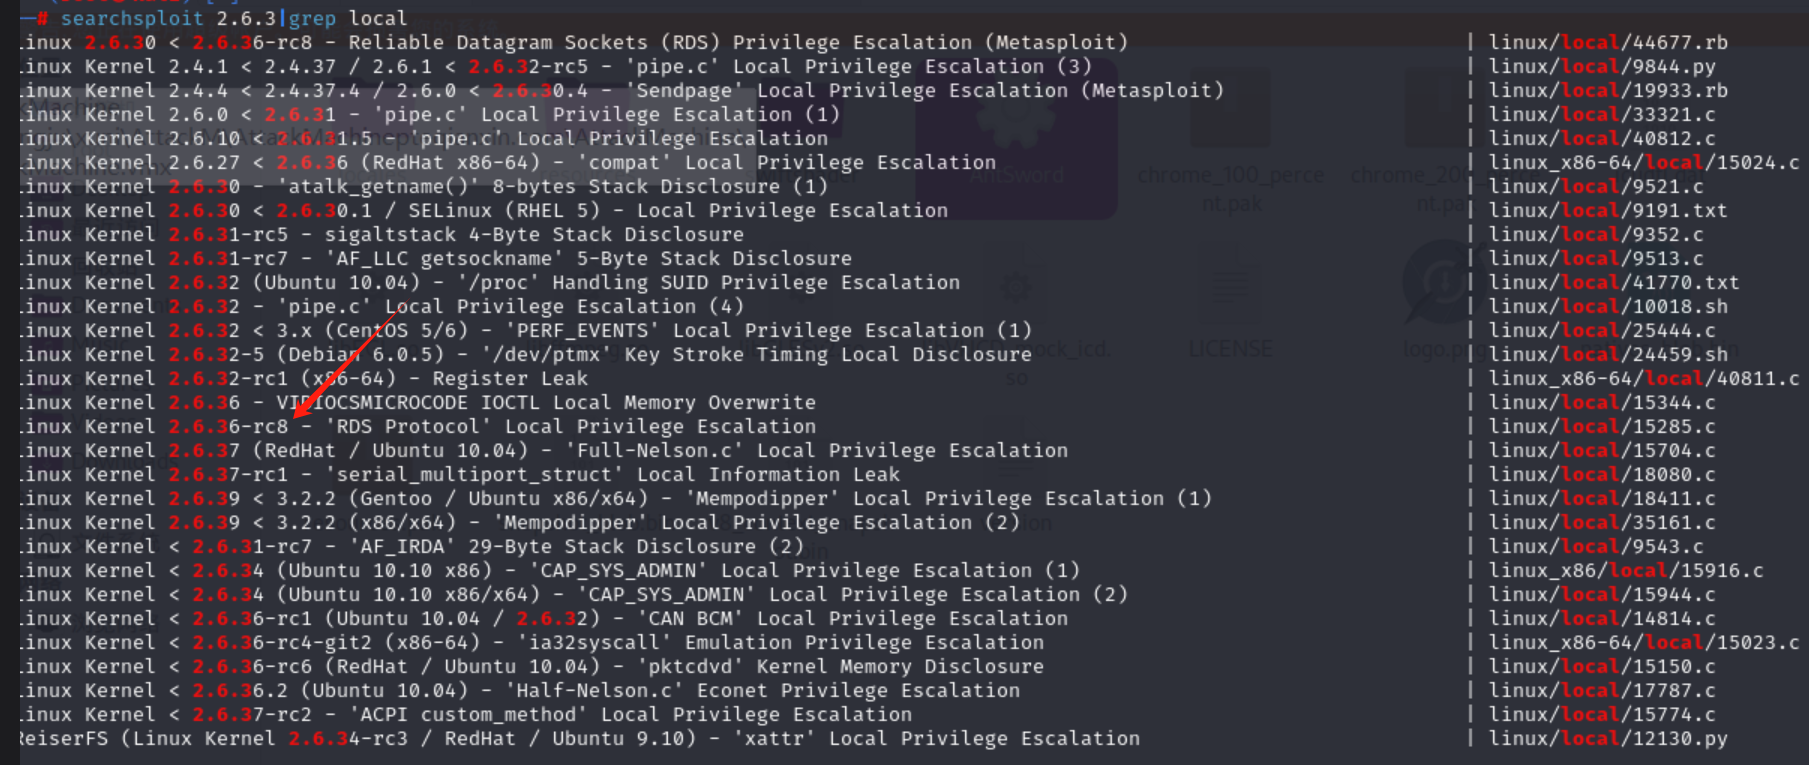 # searchsploit 2.6.3|grep local
inux 2.6.30 < 2.6.36-rc8 - Reliable Datagram Sockets (RDS) Privilege Escalation (Metasploit) | linux/local/44677.rb
inux Kernel 2.4.1 < 2.4.37 / 2.6.1 < 2.6.32-rc5 - 'pipe.c' Local Privilege Escalation (3) | linux/local/9844.py
inux Kernel 2.4.4 < 2.4.37.4 / 2.6.0 < 2.6.30.4 - 'Sendpage' Local Privilege Escalation (Metasploit) | linux/local/19933.rb
inux Kernel 2.6.0 < 2.6.31 - 'pipe.c' Local Privilege Escalation (1) | linux/local/33321.c
inux Kernel 2.6.10 < 2.6.31.5 - 'pipe.c' Local Privilege Escalation | linux/local/40812.c
inux Kernel 2.6.27 < 2.6.36 (RedHat x86-64) - 'compat' Local Privilege Escalation | linux_x86-64/local/15024.c
inux Kernel 2.6.30 - 'atalk_getname()' 8-bytes Stack Disclosure (1) | linux/local/9521.c
inux Kernel 2.6.30 < 2.6.30.1 / SELinux (RHEL 5) - Local Privilege Escalation | linux/local/9191.txt
inux Kernel 2.6.31-rc5 - sigaltstack 4-Byte Stack Disclosure | linux/local/9352.c
inux Kernel 2.6.31-rc7 - 'AF_LLC getsockname' 5-Byte Stack Disclosure | linux/local/9513.c
inux Kernel 2.6.32 (Ubuntu 10.04) - '/proc' Handling SUID Privilege Escalation | linux/local/41770.txt
inux Kernel 2.6.32 - 'pipe.c' Local Privilege Escalation (4) | linux/local/10018.sh
inux Kernel 2.6.32 < 3.x (CentOS 5/6) - 'PERF_EVENTS' Local Privilege Escalation (1) | linux/local/25444.c
inux Kernel 2.6.32-5 (Debian 6.0.5) - '/dev/ptmx' Key Stroke Timing Local Disclosure | linux/local/24459.sh
inux Kernel 2.6.32-rc1 (x86-64) - Register Leak | linux_x86-64/local/40811.c
inux Kernel 2.6.36 - VIDIOCSMICROCODE IOCTL Local Memory Overwrite | linux/local/15344.c
inux Kernel 2.6.36-rc8 - 'RDS Protocol' Local Privilege Escalation | linux/local/15285.c
inux Kernel 2.6.37 (RedHat / Ubuntu 10.04) - 'Full-Nelson.c' Local Privilege Escalation | linux/local/15704.c
inux Kernel 2.6.37-rc1 - 'serial_multiport_struct' Local Information Leak | linux/local/18080.c
inux Kernel 2.6.39 < 3.2.2 (Gentoo / Ubuntu x86/x64) - 'Mempodipper' Local Privilege Escalation (1) | linux/local/18411.c
inux Kernel 2.6.39 < 3.2.2 (x86/x64) - 'Mempodipper' Local Privilege Escalation (2) | linux/local/35161.c
inux Kernel < 2.6.31-rc7 - 'AF_IRDA' 29-Byte Stack Disclosure (2) | linux/local/9543.c
inux Kernel < 2.6.34 (Ubuntu 10.10 x86) - 'CAP_SYS_ADMIN' Local Privilege Escalation (1) | linux_x86/local/15916.c
inux Kernel < 2.6.34 (Ubuntu 10.10 x86/x64) - 'CAP_SYS_ADMIN' Local Privilege Escalation (2) | linux/local/15944.c
inux Kernel < 2.6.36-rc1 (Ubuntu 10.04 / 2.6.32) - 'CAN BCM' Local Privilege Escalation | linux/local/14814.c
inux Kernel < 2.6.36-rc4-git2 (x86-64) - 'ia32syscall' Emulation Privilege Escalation | linux_x86-64/local/15023.c
inux Kernel < 2.6.36-rc6 (RedHat / Ubuntu 10.04) - 'pktcdvd' Kernel Memory Disclosure | linux/local/15150.c
inux Kernel < 2.6.36.2 (Ubuntu 10.04) - 'Half-Nelson.c' Econet Privilege Escalation | linux/local/17787.c
inux Kernel < 2.6.37-rc2 - 'ACPI custom_method' Local Privilege Escalation | linux/local/15774.c
ReiserFS (Linux Kernel 2.6.34-rc3 / RedHat / Ubuntu 9.10) - 'xattr' Local Privilege Escalation | linux/local/12130.py
AntSword
chrome_100_perce
nt.pak
LICENSE